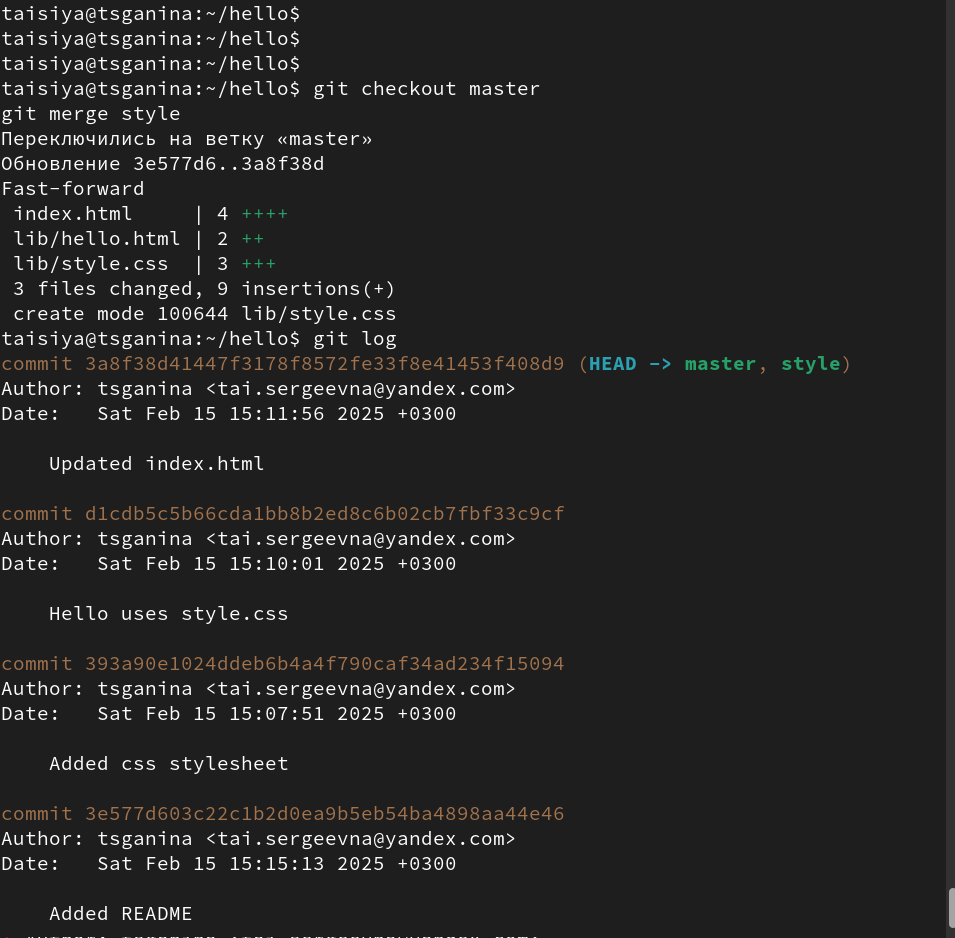 taisiya@tsganina:~/hello$
taisiya@tsganina:~/hello$
taisiya@tsganina:~/hello$
taisiya@tsganina:~/hello$ git checkout master
git merge style
Переключились на ветку «master»
Обновление 3e577d6..3a8f38d
Fast-forward
 index.html     | 4 ++++
 lib/hello.html | 2 ++
 lib/style.css  | 3 +++
 3 files changed, 9 insertions(+)
 create mode 100644 lib/style.css
taisiya@tsganina:~/hello$ git log
commit 3a8f38d41447f3178f8572fe33f8e41453f408d9 (HEAD -> master, style)
Author: tsganina <tai.sergeevna@yandex.com>
Date:   Sat Feb 15 15:11:56 2025 +0300

    Updated index.html

commit d1cdb5c5b66cda1bb8b2ed8c6b02cb7fbf33c9cf
Author: tsganina <tai.sergeevna@yandex.com>
Date:   Sat Feb 15 15:10:01 2025 +0300

    Hello uses style.css

commit 393a90e1024ddeb6b4a4f790caf34ad234f15094
Author: tsganina <tai.sergeevna@yandex.com>
Date:   Sat Feb 15 15:07:51 2025 +0300

    Added css stylesheet

commit 3e577d603c22c1b2d0ea9b5eb54ba4898aa44e46
Author: tsganina <tai.sergeevna@yandex.com>
Date:   Sat Feb 15 15:15:13 2025 +0300

    Added README